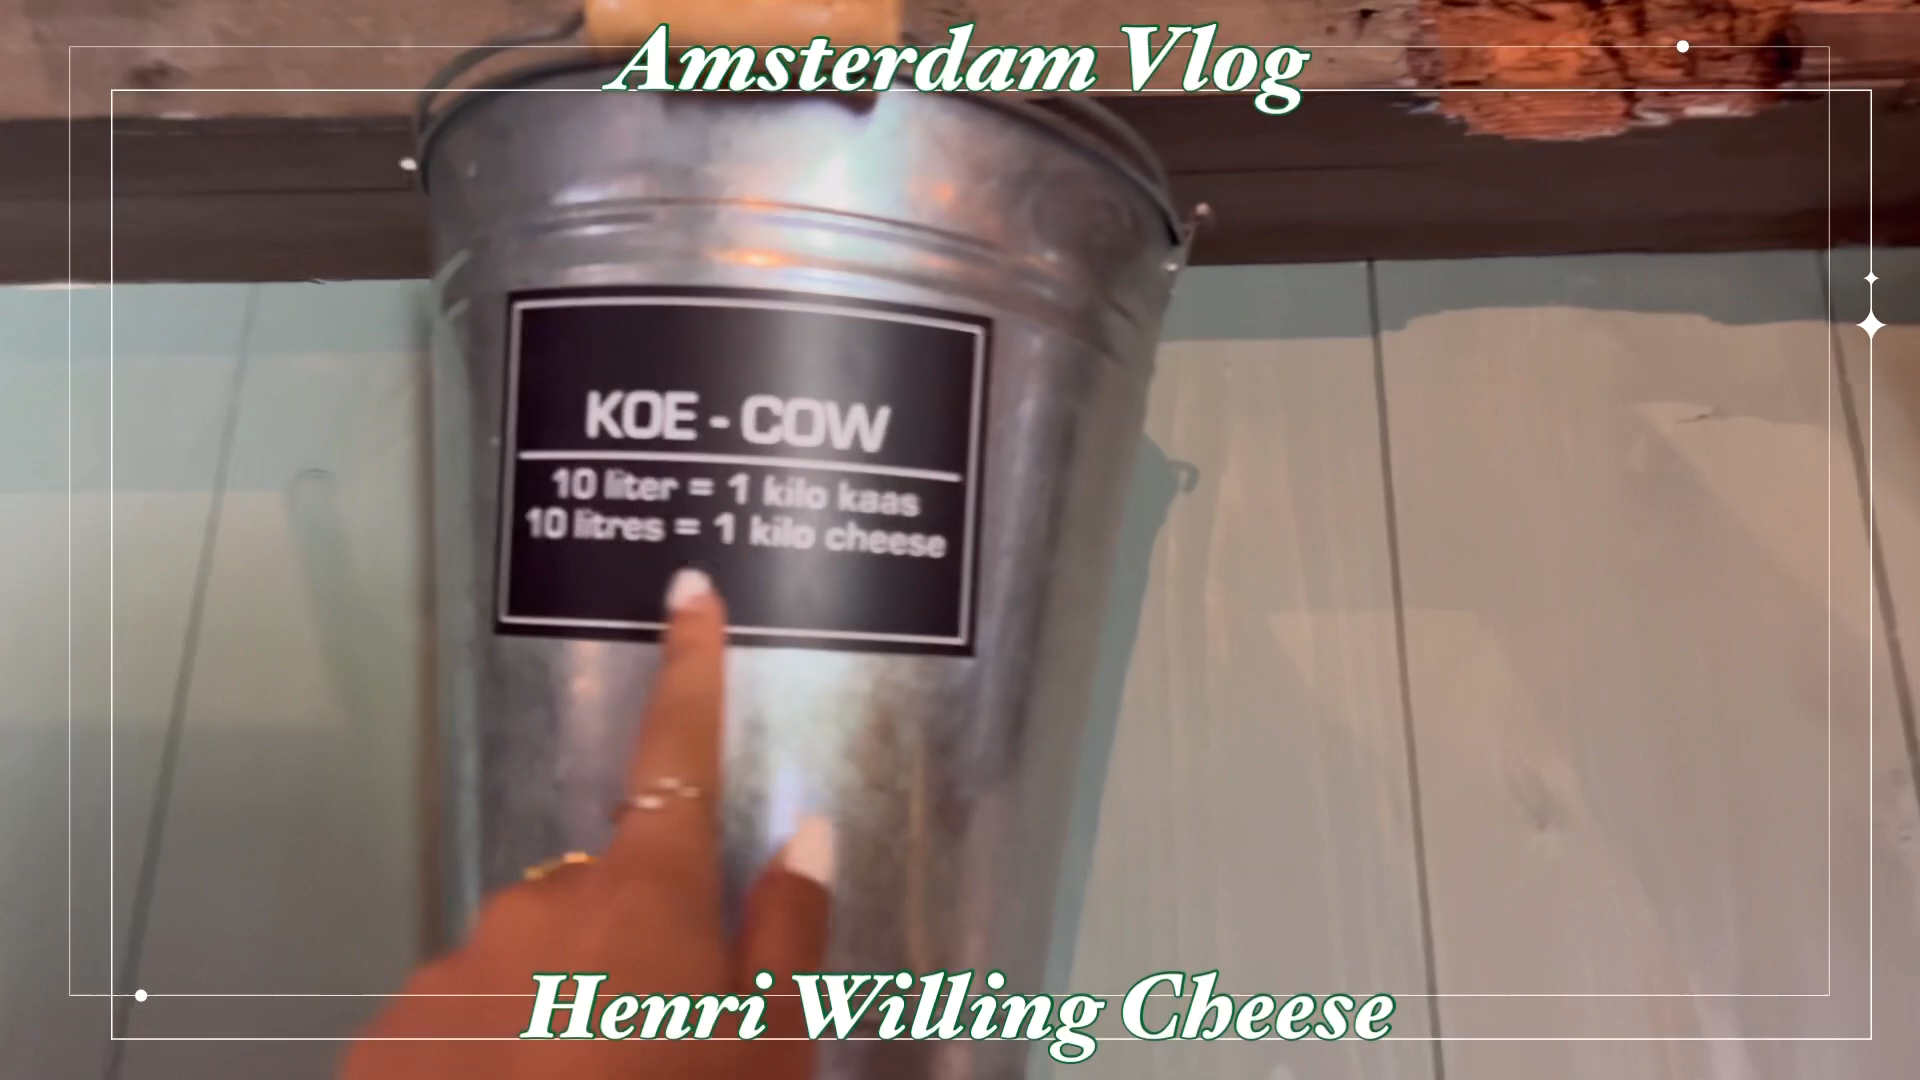 Amsterdam Vlog
KOE - COW
10 liter = 1 kilo kaas
10 litres = 1 kilo cheese
Henri Willing Cheese